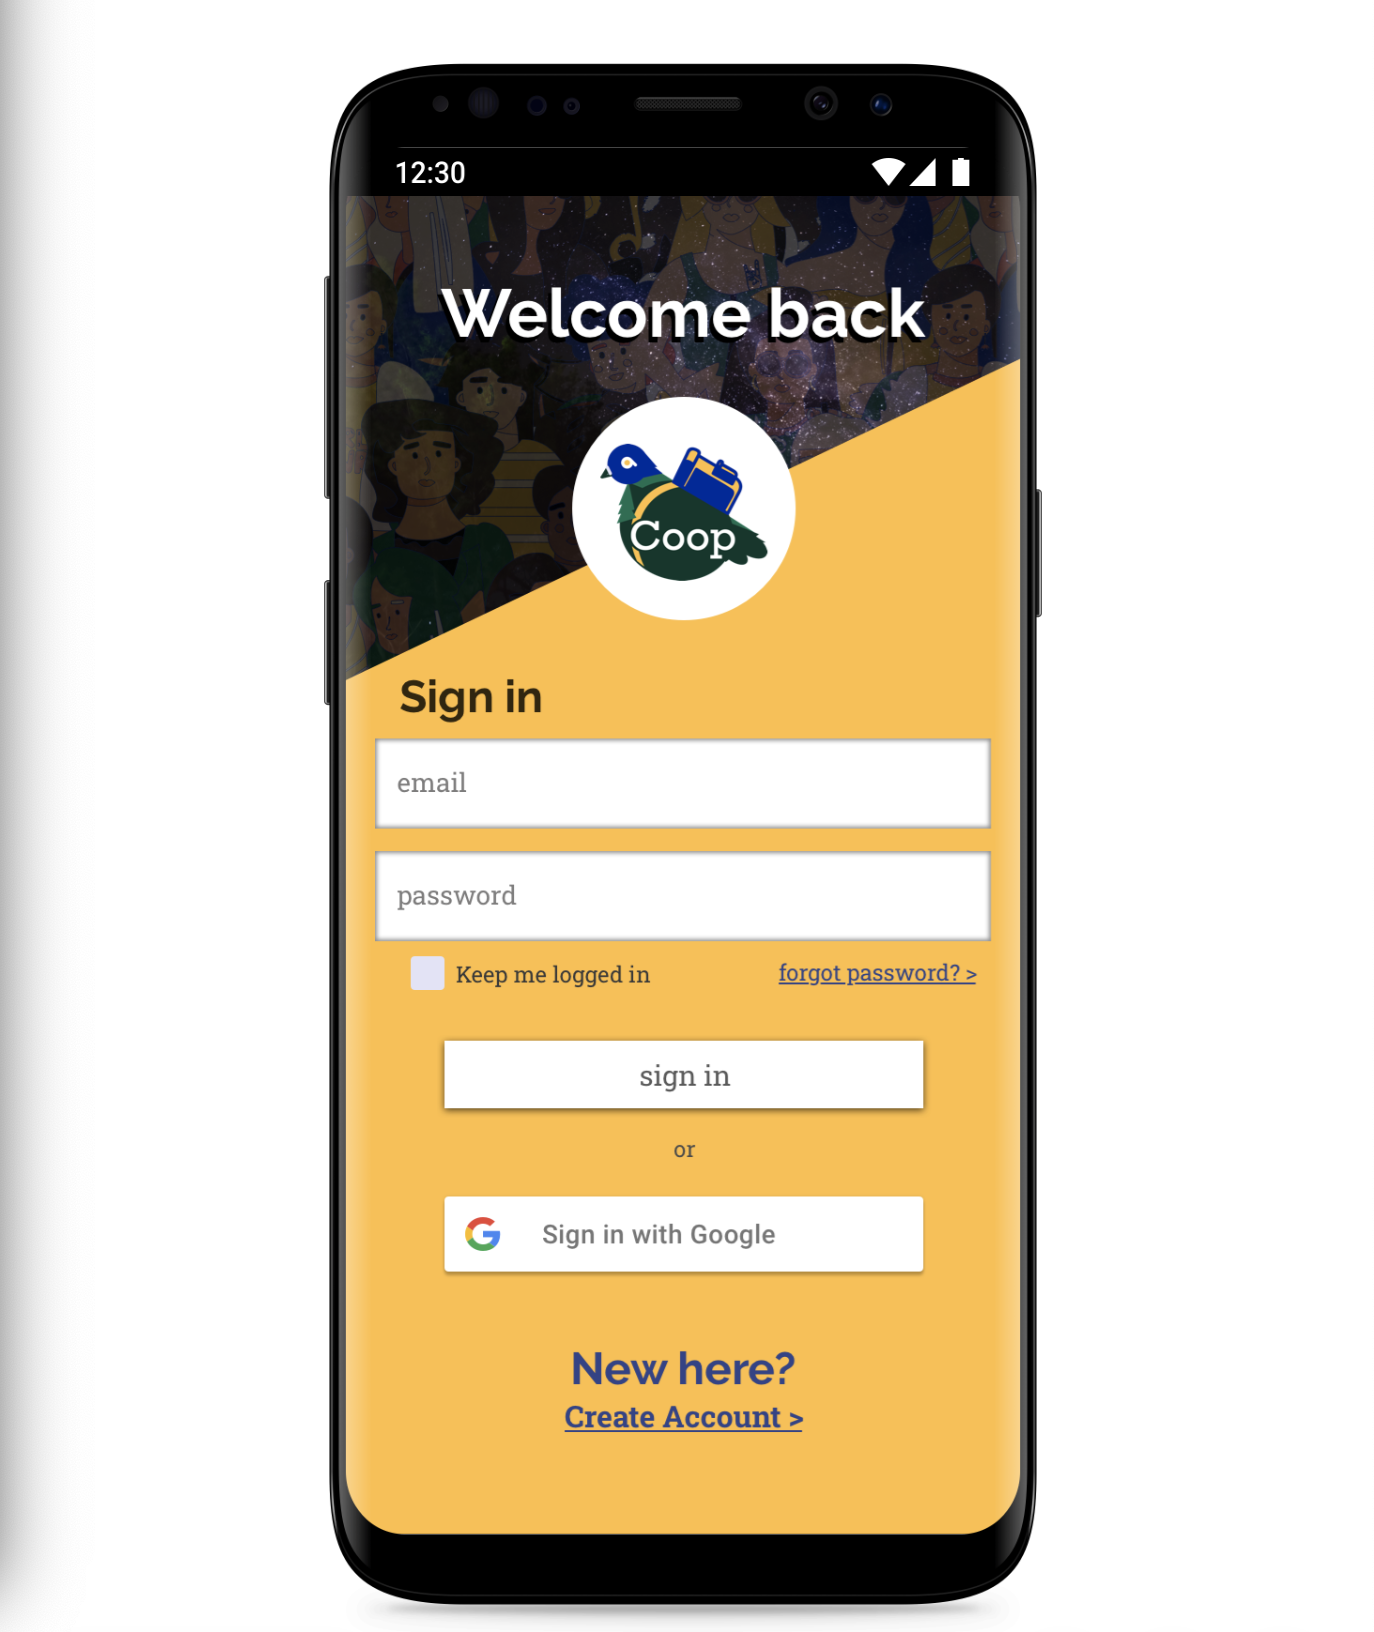 12:30
Welcome back
Coop
Sign in
email
password
Keep me logged in
forgot password? >
sign in
or
Sign in with Google
New here?
Create Account >